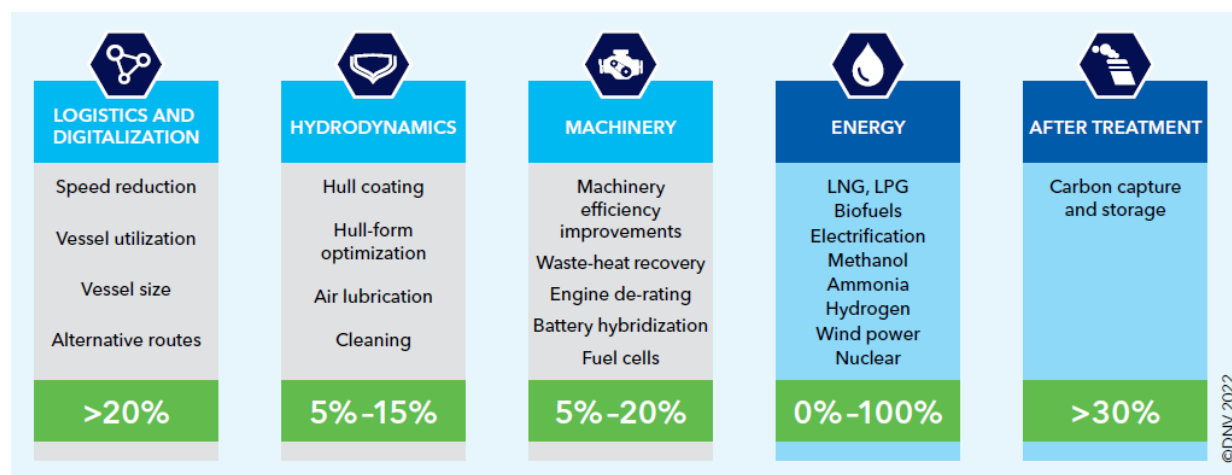 LOGISTICS AND
DIGITALIZATION
Speed reduction
Vessel utilization
Vessel size
Alternative routes
>20%
HYDRODYNAMICS
Hull coating
Hull-form
optimization
Air lubrication
Cleaning
5%–15%
MACHINERY
Machinery
efficiency
improvements
Waste-heat recovery
Engine de-rating
Battery hybridization
Fuel cells
5%–20%
ENERGY
LNG, LPG
Biofuels
Electrification
Methanol
Ammonia
Hydrogen
Wind power
Nuclear
0%–100%
AFTER TREATMENT
Carbon capture
and storage
>30%
©DNV 2022